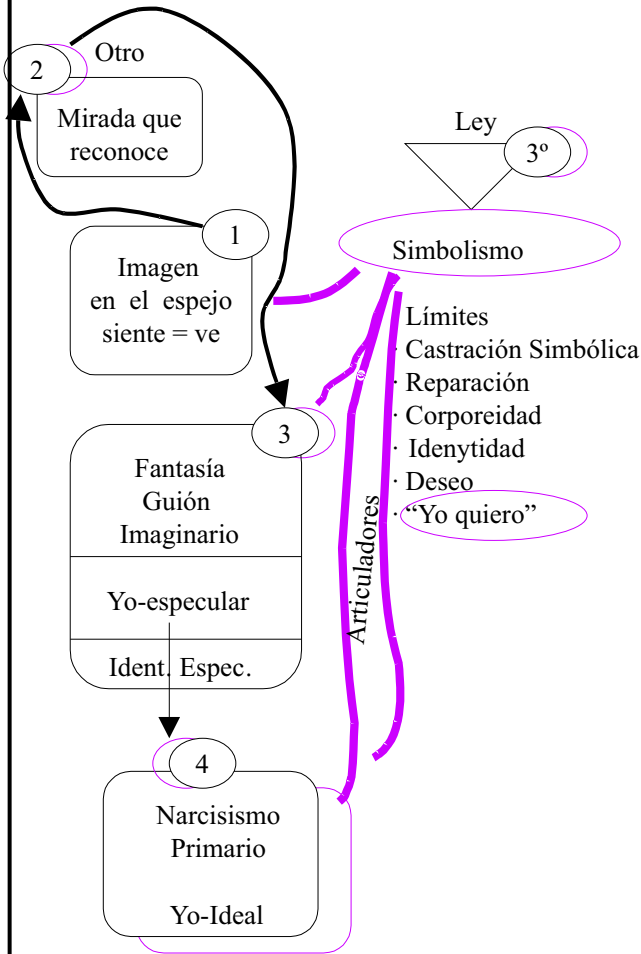 2
Otro
Mirada que
reconoce
1
Imagen
en el espejo
siente = ve
Ley
3º
Simbolismo
Límites
· Castración Simbólica
· Reparación
· Corporeidad
· Idenytidad
· Deseo
· “Yo quiero”
Articuladores
3
Fantasía
Guión
Imaginario
Yo-especular
Ident. Espec.
4
Narcisismo
Primario
Yo-Ideal